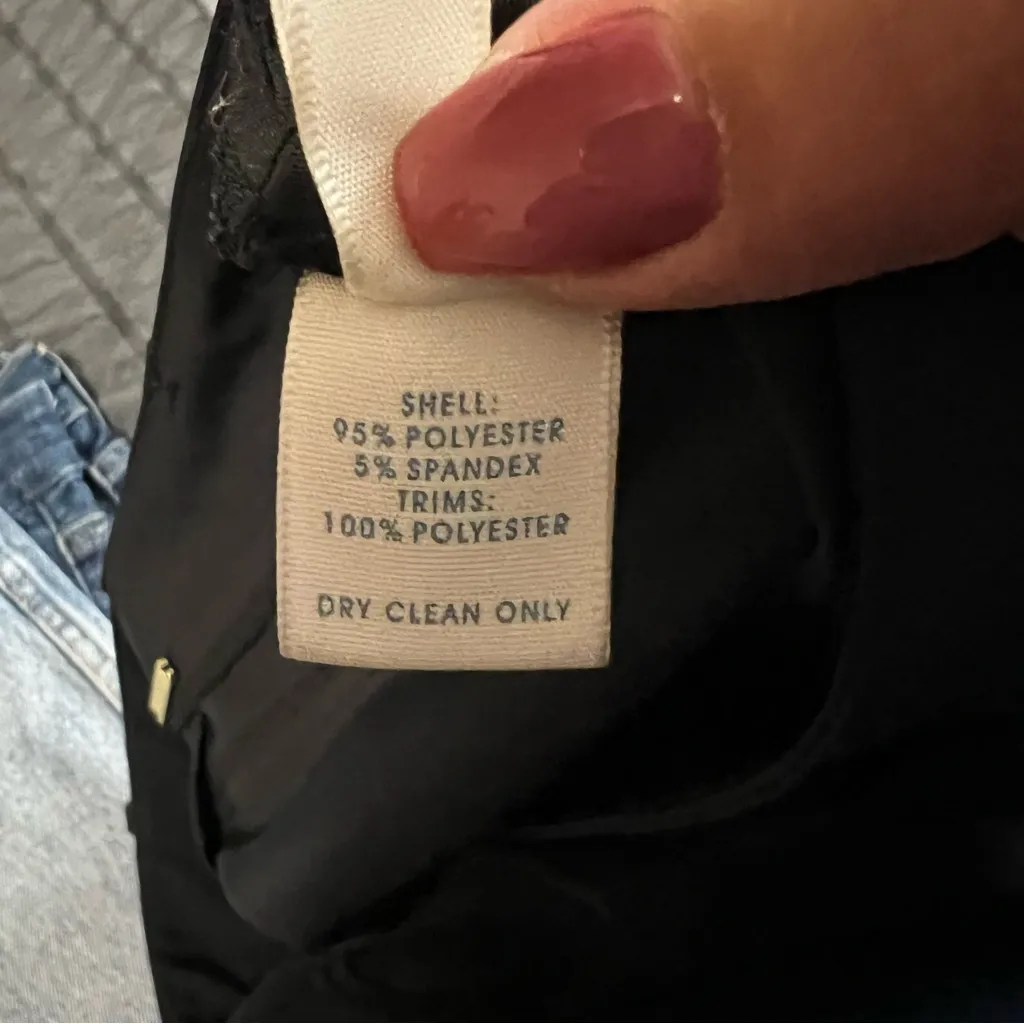 SHELL:
95% POLYESTER
5% SPANDEX
TRIMS:
100% POLYESTER
DRY CLEAN ONLY